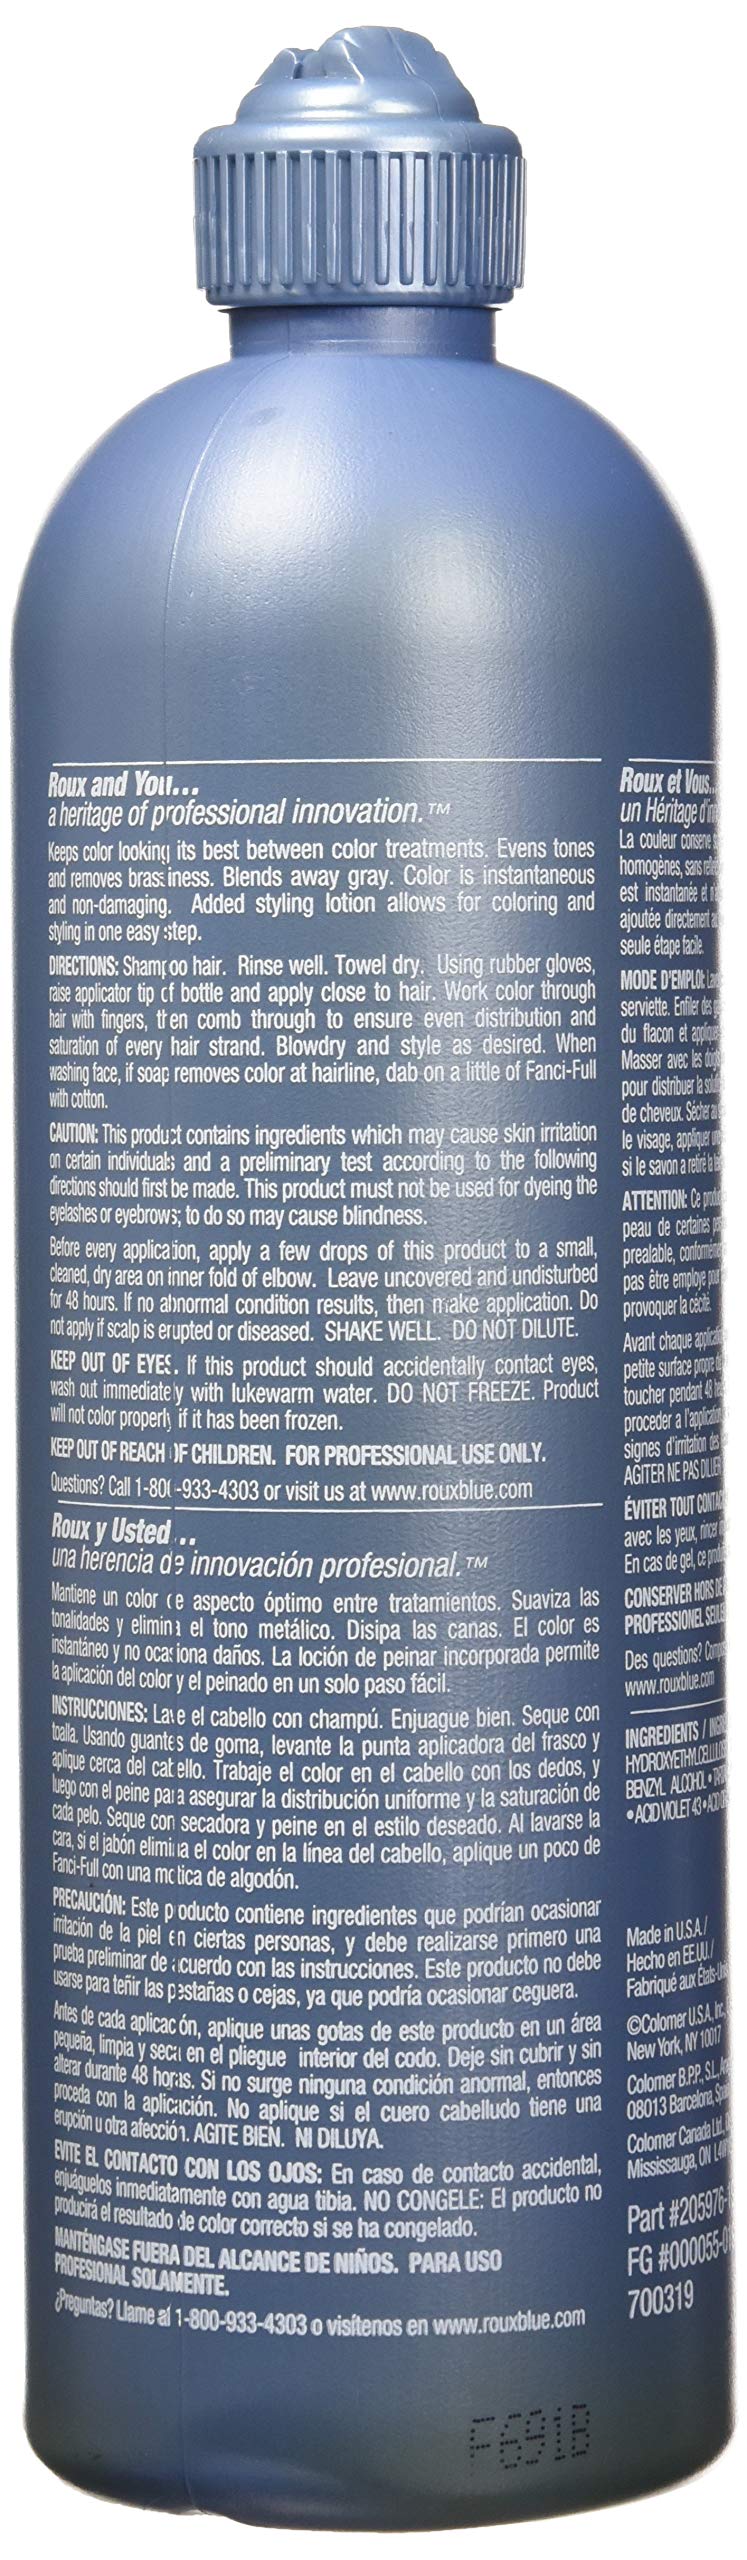 Roux and You...
a heritage of professional innovation.™
Keeps color looking its best between color treatments. Evens tones
and removes brassiness. Blends away gray. Color is instantaneous
and non-damaging. Added styling lotion allows for coloring and
styling in one easy step.
DIRECTIONS: Shampoo hair. Rinse well. Towel dry. Using rubber gloves,
raise applicator tip of bottle and apply close to hair. Work color through
hair with fingers, then comb through to ensure even distribution and
saturation of every hair strand. Blowdry and style as desired. When
washing face, if soap removes color at hairline, dab on a little of Fanci-Full
with cotton.
CAUTION: This product contains ingredients which may cause skin irritation
on certain individuals and a preliminary test according to the following
directions should first be made. This product must not be used for dyeing the
eyelashes or eyebrows; to do so may cause blindness.
Before every application, apply a few drops of this product to a small,
cleaned, dry area on inner fold of elbow. Leave uncovered and undisturbed
for 48 hours. If no abnormal condition results, then make application. Do
not apply if scalp is erupted or diseased. SHAKE WELL. DO NOT DILUTE.
KEEP OUT OF EYES. If this product should accidentally contact eyes,
wash out immediately with lukewarm water. DO NOT FREEZE. Product
will not color properly if it has been frozen.
KEEP OUT OF REACH OF CHILDREN. FOR PROFESSIONAL USE ONLY.
Questions? Call 1-800-933-4303 or visit us at www.rouxblue.com
Roux y Usted...
una herencia de innovación profesional.™
Mantiene un color de aspecto óptimo entre tratamientos. Suaviza las
tonalidades y elimina el tono metálico. Disipa las canas. El color es
instantáneo y no ocasiona daños. La loción de peinar incorporada permite
la aplicación del color y el peinado en un solo paso fácil.
INSTRUCCIONES: Lave el cabello con champú. Enjuague bien. Seque con
toalla. Usando guantes de goma, levante la punta aplicadora del frasco y
aplique cerca del cabello. Trabaje el color en el cabello con los dedos, y
luego con el peine para asegurar la distribución uniforme y la saturación de
cada pelo. Seque con secadora y peine en el estilo deseado. Al lavarse la
cara, si el jabón elimina el color en la línea del cabello, aplique un poco de
Fanci-Full con una motica de algodón.
PRECAUCIÓN: Este producto contiene ingredientes que podrían ocasionar
irritación de la piel en ciertas personas, y debe realizarse primero una
prueba preliminar de acuerdo con las instrucciones. Este producto no debe
usarse para teñir las pestañas o cejas, ya que podría ocasionar ceguera.
Antes de cada aplicación, aplique unas gotas de este producto en un área
pequeña, limpia y seca en el pliegue interior del codo. Deje sin cubrir y sin
alterar durante 48 horas. Si no surge ninguna condición anormal, entonces
proceda con la aplicación. No aplique si el cuero cabelludo tiene una
erupción u otra afección. AGITE BIEN. NI DILUYA.
EVITE EL CONTACTO CON LOS OJOS: En caso de contacto accidental,
enjuáguelos inmediatamente con agua tibia. NO CONGELE: El producto no
producirá el resultado de color correcto si se ha congelado.
MANTÉNGASE FUERA DEL ALCANCE DE NIÑOS. PARA USO
PROFESIONAL SOLAMENTE.
¿Preguntas? Llame al 1-800-933-4303 o visítenos en www.rouxblue.com
Roux et Vous...
un Héritage
La couleur conserve
homogènes, sans
est instantanée et
ajoutée directement
seule étape facile.
MODE D'EMPLOI:
serviette. Enfiler des
du flacon et
Masser avec les doigts
pour distribuer la
de cheveux. Sécher au
le visage, appliquer
si le savon a retiré la
ATTENTION: Ce
peau de certaines
prealable,
pas être employé pour
provoquer la cécité.
Avant chaque
petite surface propre
toucher pendant 48
proceder a l'application
signes d'irritation des
AGITER NE PAS DILUER
ÉVITER TOUT CONTACT
avec les yeux, rincer
En cas de gel, ce
CONSERVER HORS DE
PROFESSIONEL
Des questions?
www.rouxblue.com
INGREDIENTS /
BENZYL ALCOHOL •
• ACID VIOLET 43 •
Made in U.S.A./
Hecho en EE.UU./
Fabriqué aux
©Colomer U.S.A., Inc.,
New York, NY 10017
Colomer B.P.P., S.L.,
08013 Barcelona,
Colomer Canada Ltd.,
Mississauga, ON
Part #205976-
FG #000055-
700319
F691B